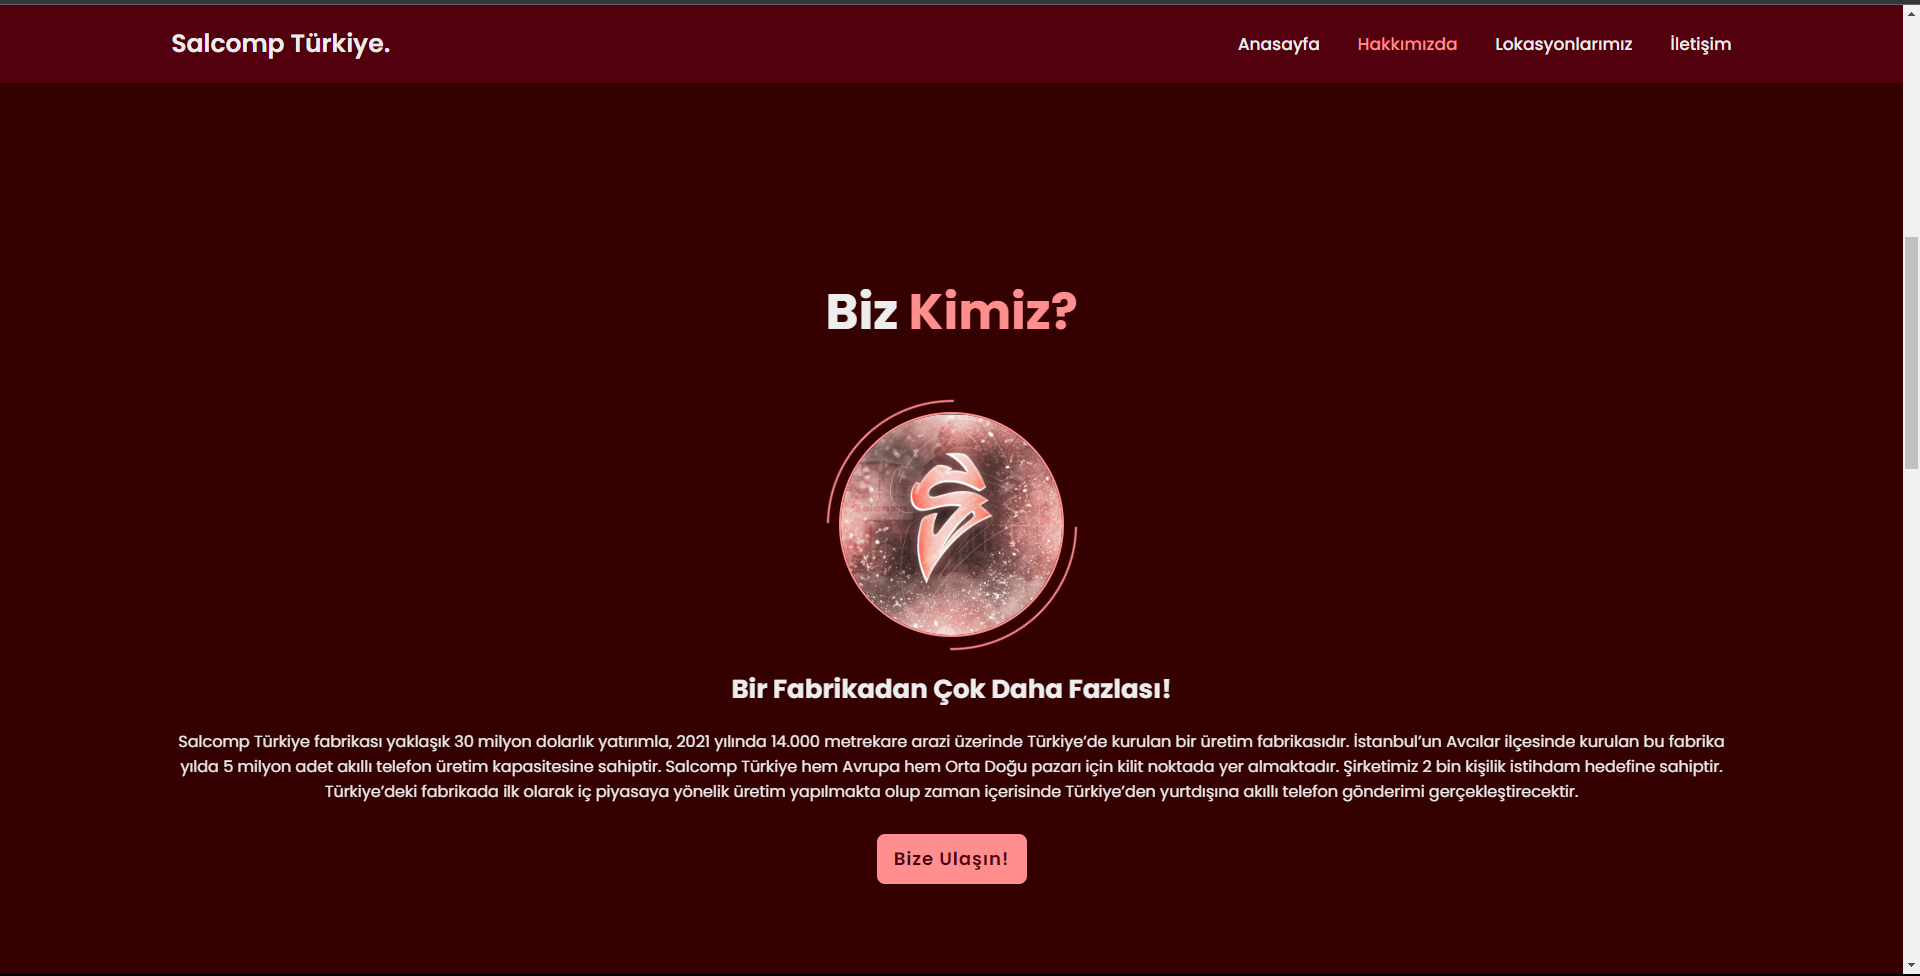 Salcomp Türkiye.
Anasayfa Hakkımızda Lokasyonlarımız İletişim
Biz Kimiz?
Bir Fabrikadan Çok Daha Fazlası!
Salcomp Türkiye fabrikası yaklaşık 30 milyon dolarlık yatırımla, 2021 yılında 14.000 metrekare arazi üzerinde Türkiye’de kurulan bir üretim fabrikasıdır. İstanbul’un Avcılar ilçesinde kurulan bu fabrika
yılda 5 milyon adet akıllı telefon üretim kapasitesine sahiptir. Salcomp Türkiye hem Avrupa hem Orta Doğu pazarı için kilit noktada yer almaktadır. Şirketimiz 2 bin kişilik istihdam hedefine sahiptir.
Türkiye’deki fabrikada ilk olarak iç piyasaya yönelik üretim yapılmakta olup zaman içerisinde Türkiye’den yurtdışına akıllı telefon gönderimi gerçekleştirecektir.
Bize Ulaşın!